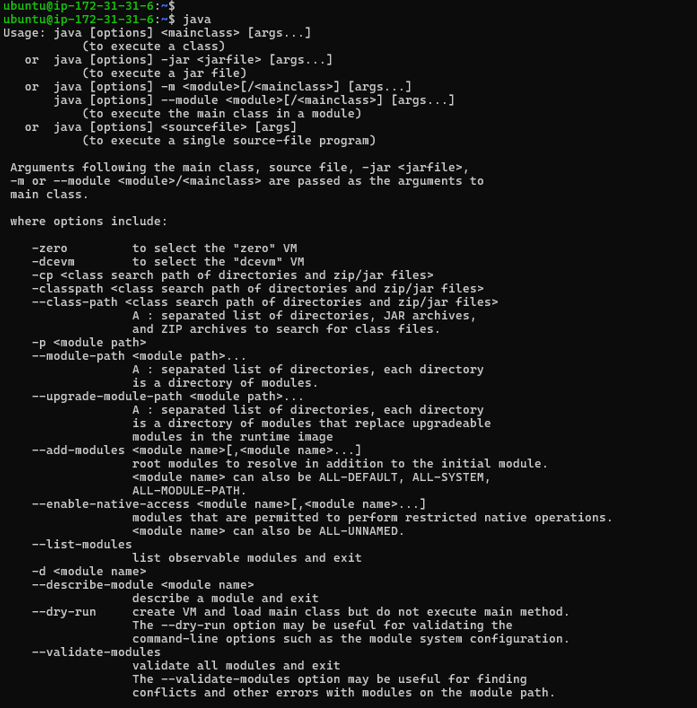 ubuntu@ip-172-31-31-6:~$
ubuntu@ip-172-31-31-6:~$ java
Usage: java [options] <mainclass> [args...]
           (to execute a class)
   or  java [options] -jar <jarfile> [args...]
           (to execute a jar file)
   or  java [options] -m <module>[/<mainclass>] [args...]
       java [options] --module <module>[/<mainclass>] [args...]
           (to execute the main class in a module)
   or  java [options] <sourcefile> [args]
           (to execute a single source-file program)

 Arguments following the main class, source file, -jar <jarfile>,
 -m or --module <module>/<mainclass> are passed as the arguments to
 main class.

 where options include:

    -zero         to select the "zero" VM
    -dcevm        to select the "dcevm" VM
    -cp <class search path of directories and zip/jar files>
    -classpath <class search path of directories and zip/jar files>
    --class-path <class search path of directories and zip/jar files>
                  A : separated list of directories, JAR archives,
                  and ZIP archives to search for class files.
    -p <module path>
    --module-path <module path>...
                  A : separated list of directories, each directory
                  is a directory of modules.
    --upgrade-module-path <module path>...
                  A : separated list of directories, each directory
                  is a directory of modules that replace upgradeable
                  modules in the runtime image
    --add-modules <module name>[,<module name>...]
                  root modules to resolve in addition to the initial module.
                  <module name> can also be ALL-DEFAULT, ALL-SYSTEM,
                  ALL-MODULE-PATH.
    --enable-native-access <module name>[,<module name>...]
                  modules that are permitted to perform restricted native operations.
                  <module name> can also be ALL-UNNAMED.
    --list-modules
                  list observable modules and exit
    -d <module name>
    --describe-module <module name>
                  describe a module and exit
    --dry-run     create VM and load main class but do not execute main method.
                  The --dry-run option may be useful for validating the
                  command-line options such as the module system configuration.
    --validate-modules
                  validate all modules and exit
                  The --validate-modules option may be useful for finding
                  conflicts and other errors with modules on the module path.